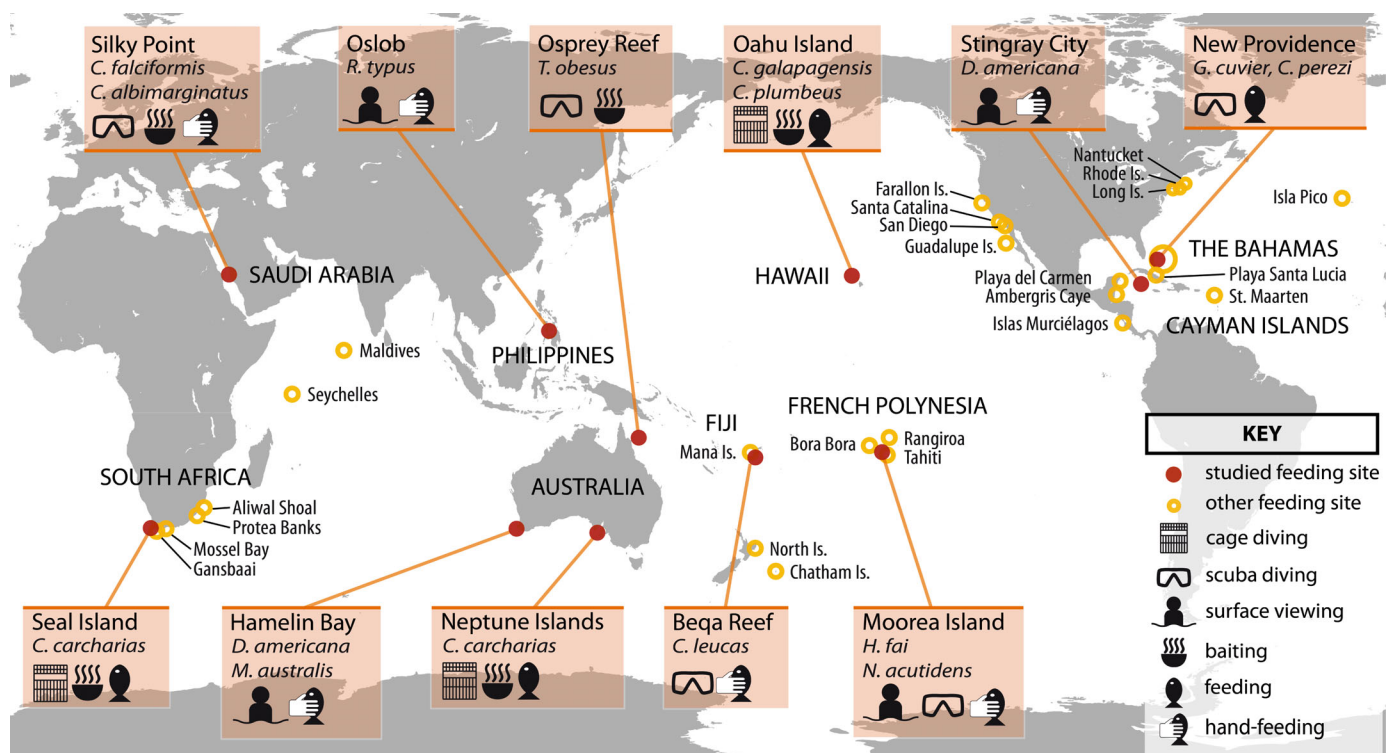 Silky Point
C. falciformis
C. albimarginatus
Oslob
R. typus
Osprey Reef
T. obesus
Oahu Island
C. galapagensis
C. plumbeus
Stingray City
D. americana
New Providence
G. cuvier, C. perezi
Nantucket
Rhode Is.
Long Is.
Farallon Is.
Santa Catalina
San Diego
Guadalupe Is.
Isla Pico
SAUDI ARABIA
HAWAII
THE BAHAMAS
Playa del Carmen
Playa Santa Lucia
Ambergris Caye
St. Maarten
Islas Murciélagos
CAYMAN ISLANDS
Maldives
PHILIPPINES
Seychelles
FIJI
FRENCH POLYNESIA
Mana Is.
Bora Bora
Rangiroa
Tahiti
SOUTH AFRICA
AUSTRALIA
Aliwal Shoal
Protea Banks
Mossel Bay
Gansbaai
North Is.
Chatham Is.
KEY
studied feeding site
other feeding site
cage diving
scuba diving
surface viewing
baiting
feeding
hand-feeding
Seal Island
C. carcharias
Hamelin Bay
D. americana
M. australis
Neptune Islands
C. carcharias
Beqa Reef
C. leucas
Moorea Island
H. fai
N. acutidens